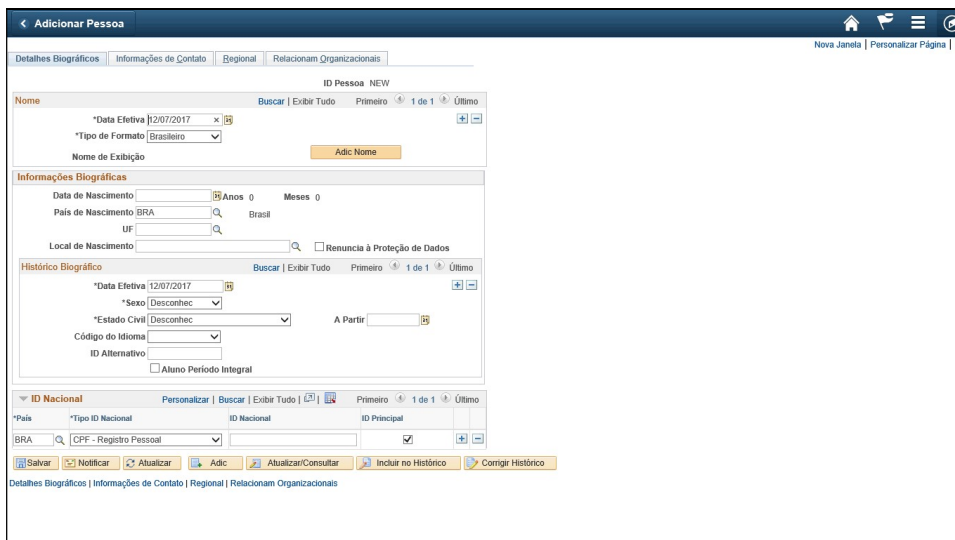 Adicionar Pessoa
Nova Janela | Personalizar Página |
Detalhes Biográficos Informações de Contato Regional Relacionam Organizacionais
ID Pessoa NEW
Nome Buscar | Exibir Tudo Primeiro 1 de 1 Último
*Data Efetiva 12/07/2017
*Tipo de Formato Brasileiro
Nome de Exibição Adic Nome
Informações Biográficas
Data de Nascimento Anos 0 Meses 0
País de Nascimento BRA Brasil
UF
Local de Nascimento Renuncia à Proteção de Dados
Histórico Biográfico Buscar | Exibir Tudo Primeiro 1 de 1 Último
*Data Efetiva 12/07/2017
*Sexo Desconhec
*Estado Civil Desconhec A Partir
Código do Idioma
ID Alternativo
Aluno Período Integral
ID Nacional Personalizar | Buscar | Exibir Tudo | | Primeiro 1 de 1 Último
*País *Tipo ID Nacional ID Nacional ID Principal
BRA CPF - Registro Pessoal
Salvar Notificar Atualizar Adic Atualizar/Consultar Incluir no Histórico Corrigir Histórico
Detalhes Biográficos | Informações de Contato | Regional | Relacionam Organizacionais